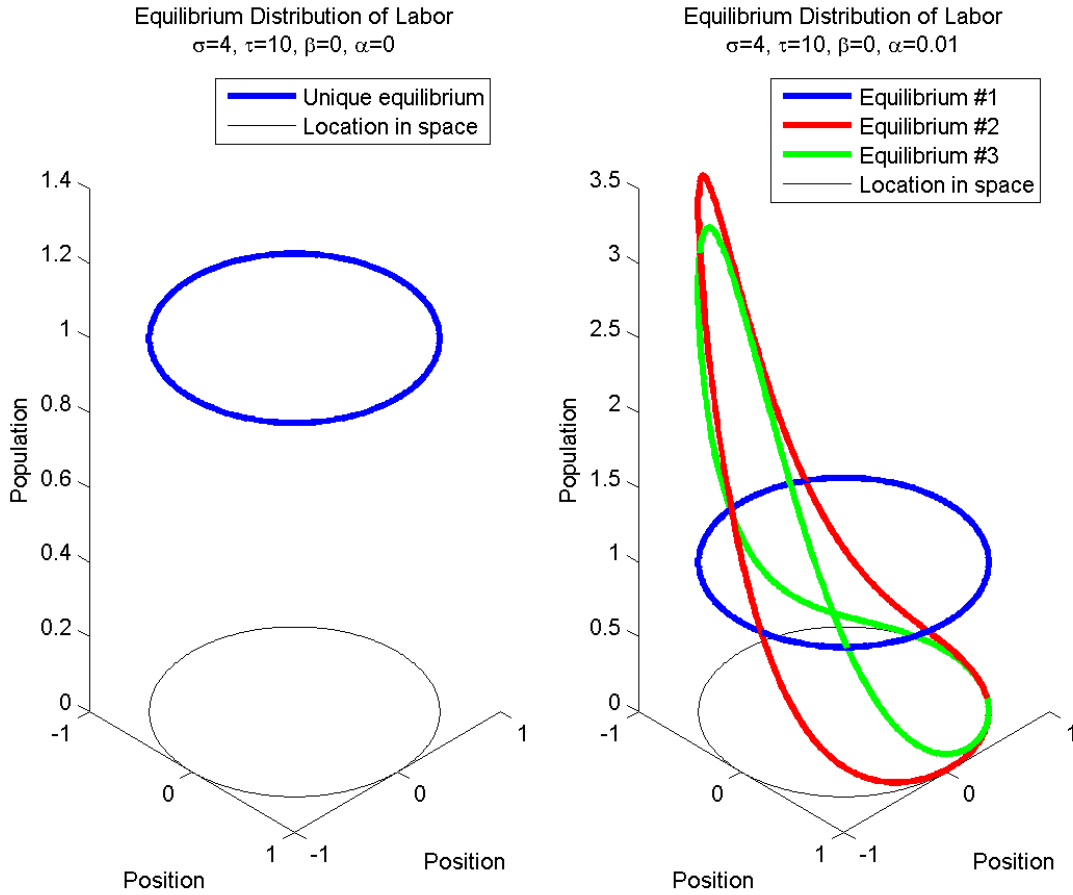 Equilibrium Distribution of Labor
σ=4, τ=10, β=0, α=0
Unique equilibrium
Location in space
1.4
1.2
1
0.8
0.6
0.4
0.2
0
Population
-1
0
1
Position
-1
0
1
Position
Equilibrium Distribution of Labor
σ=4, τ=10, β=0, α=0.01
Equilibrium #1
Equilibrium #2
Equilibrium #3
Location in space
3.5
3
2.5
2
1.5
1
0.5
0
Population
-1
0
1
Position
-1
0
1
Position